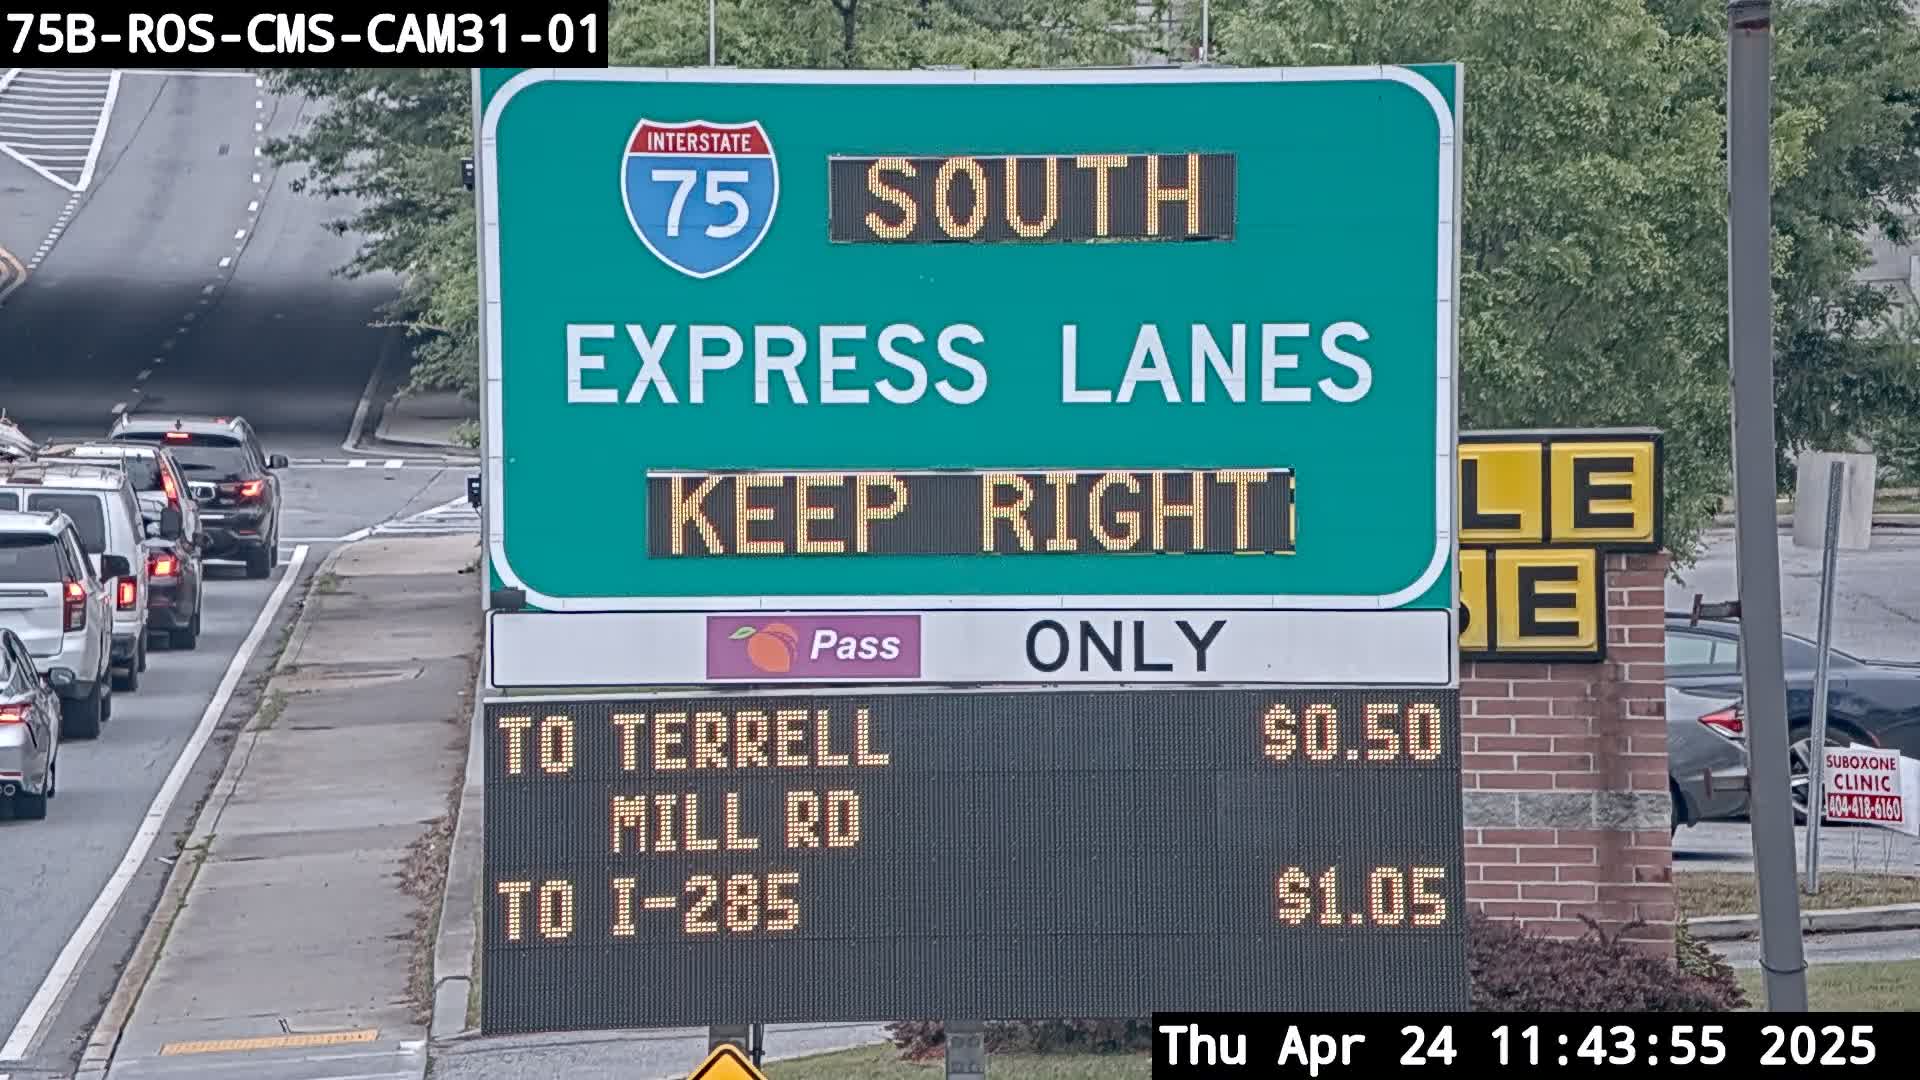 75B-ROS-CMS-CAM31-01
INTERSTATE
75
SOUTH
EXPRESS LANES
KEEP RIGHT
Pass ONLY
TO TERRELL $0.50
MILL RD
TO I-285 $1.05
LE
E
SUBOXONE
CLINIC
404-418-6160
Thu Apr 24 11:43:55 2025